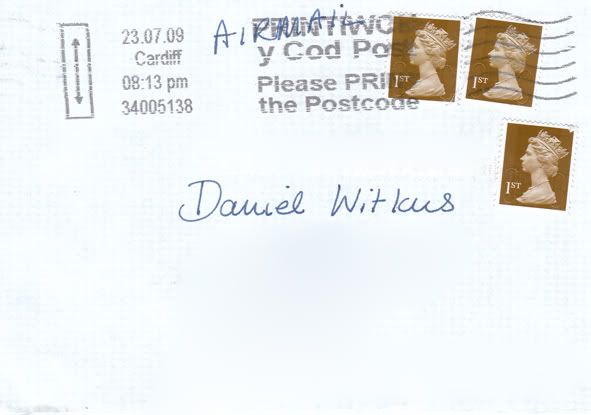 23.07.09
Cardiff
08:13 pm
34005138
AIRMAIL
y Cod Post
Please PRI
the Postcode
1ST
1ST
1ST
Daniel Witkus